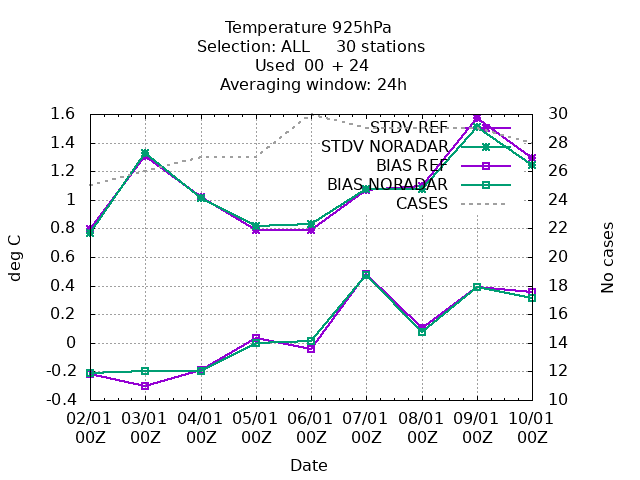 Temperature 925hPa
Selection: ALL 30 stations
Used 00 + 24
Averaging window: 24h
1.6
1.4
1.2
1
0.8
0.6
0.4
0.2
0
-0.2
-0.4
deg C
30
28
26
24
22
20
18
16
14
12
10
No cases
STDV REF
STDV NORADAR
BIAS REF
BIAS NORADAR
CASES
02/01 03/01 04/01 05/01 06/01 07/01 08/01 09/01 10/01
00Z 00Z 00Z 00Z 00Z 00Z 00Z 00Z 00Z
Date